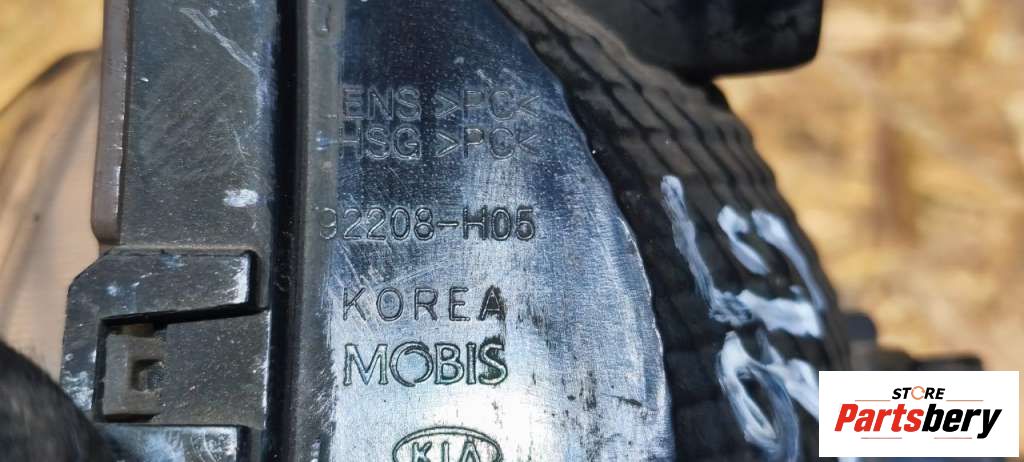 ENS >PC<
HSG >PC<
92208-H05
KOREA
MOBIS
KIA
STORE
Partsbery